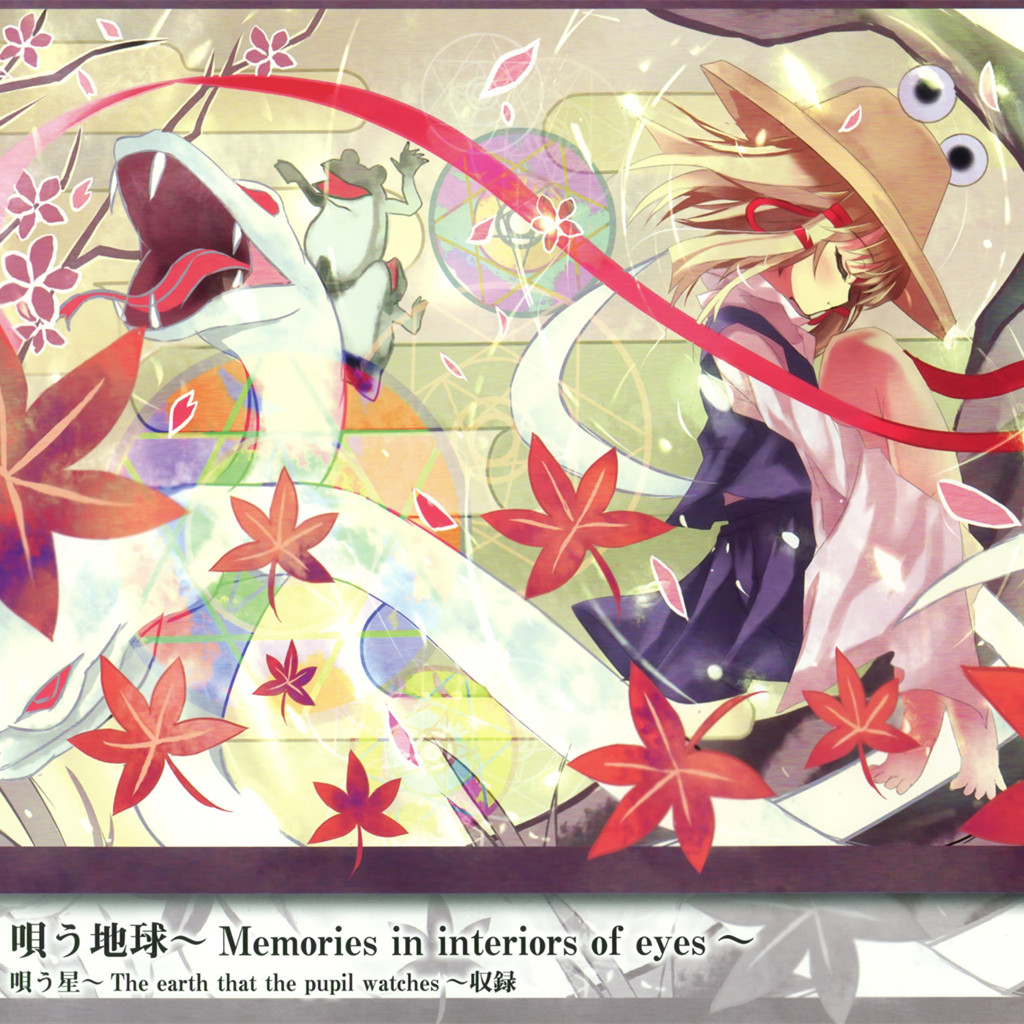 唄う地球～ Memories in interiors of eyes ～
唄う星～ The earth that the pupil watches ～収録